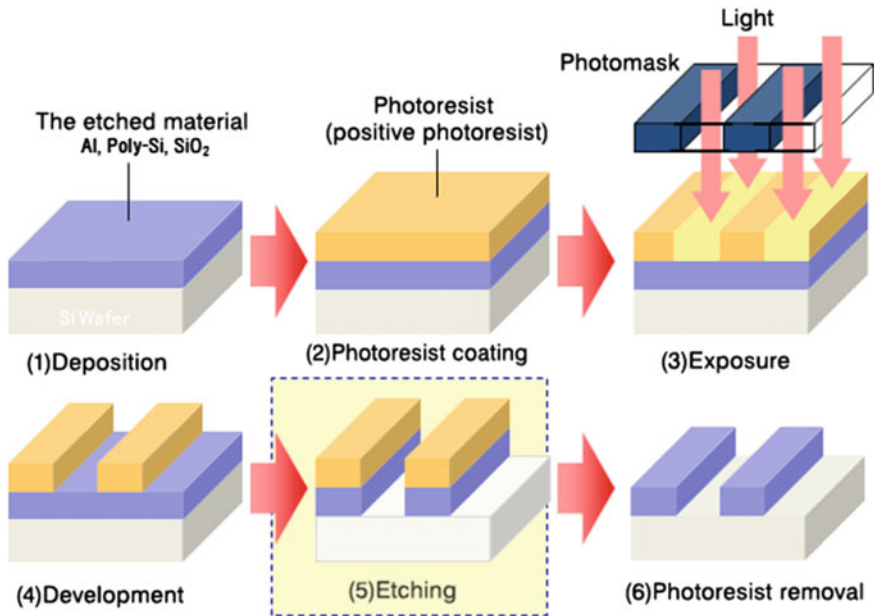 Light
Photomask
The etched material
Al, Poly-Si, SiO₂
Photoresist
(positive photoresist)
Si Wafer
(1)Deposition
(2)Photoresist coating
(3)Exposure
(4)Development
(5)Etching
(6)Photoresist removal